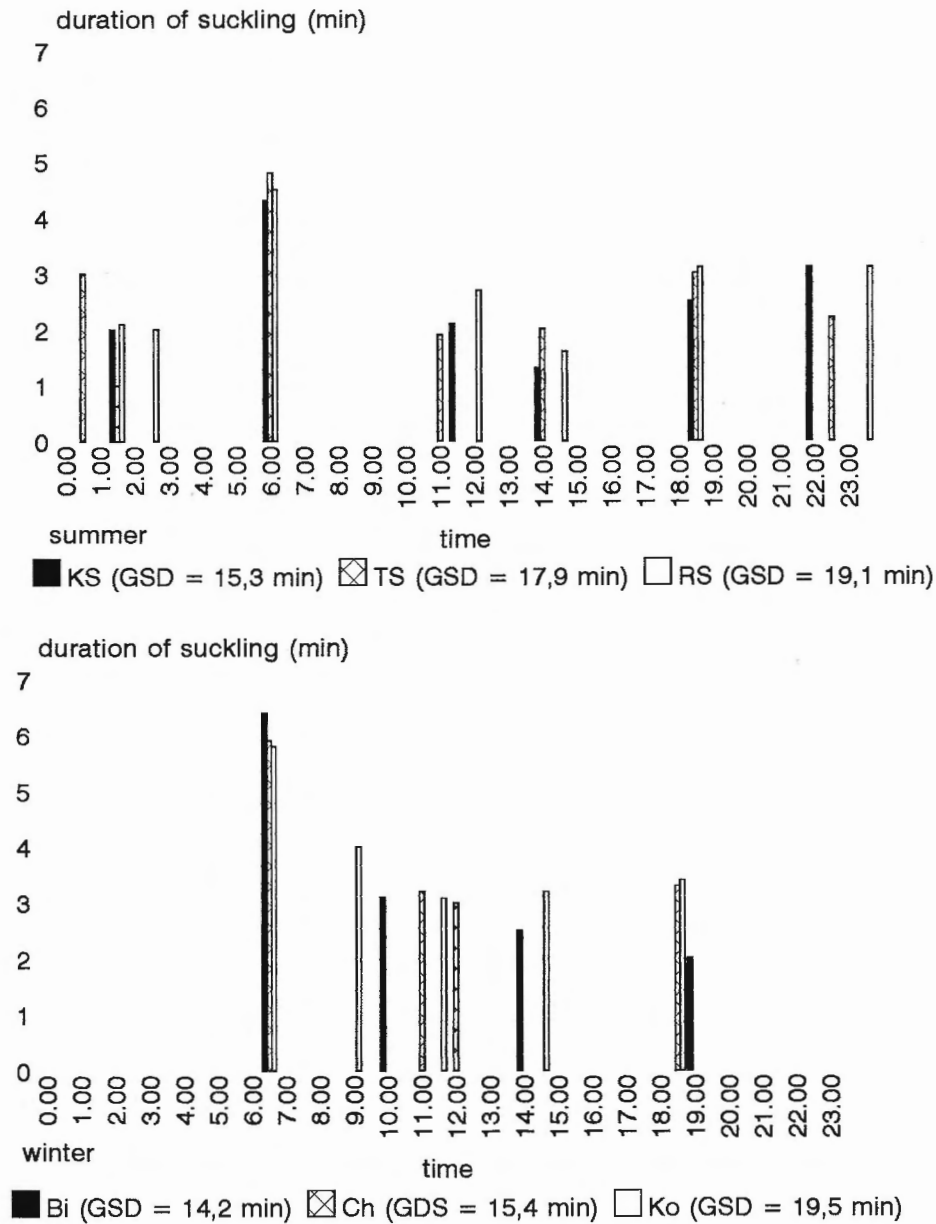 duration of suckling (min)
7
6
5
4
3
2
1
0
0.00 1.00 2.00 3.00 4.00 5.00 6.00 7.00 8.00 9.00 10.00 11.00 12.00 13.00 14.00 15.00 16.00 17.00 18.00 19.00 20.00 21.00 22.00 23.00
summer time
KS (GSD = 15,3 min) TS (GSD = 17,9 min) RS (GSD = 19,1 min)
duration of suckling (min)
7
6
5
4
3
2
1
0
0.00 1.00 2.00 3.00 4.00 5.00 6.00 7.00 8.00 9.00 10.00 11.00 12.00 13.00 14.00 15.00 16.00 17.00 18.00 19.00 20.00 21.00 22.00 23.00
winter time
Bi (GSD = 14,2 min) Ch (GDS = 15,4 min) Ko (GSD = 19,5 min)